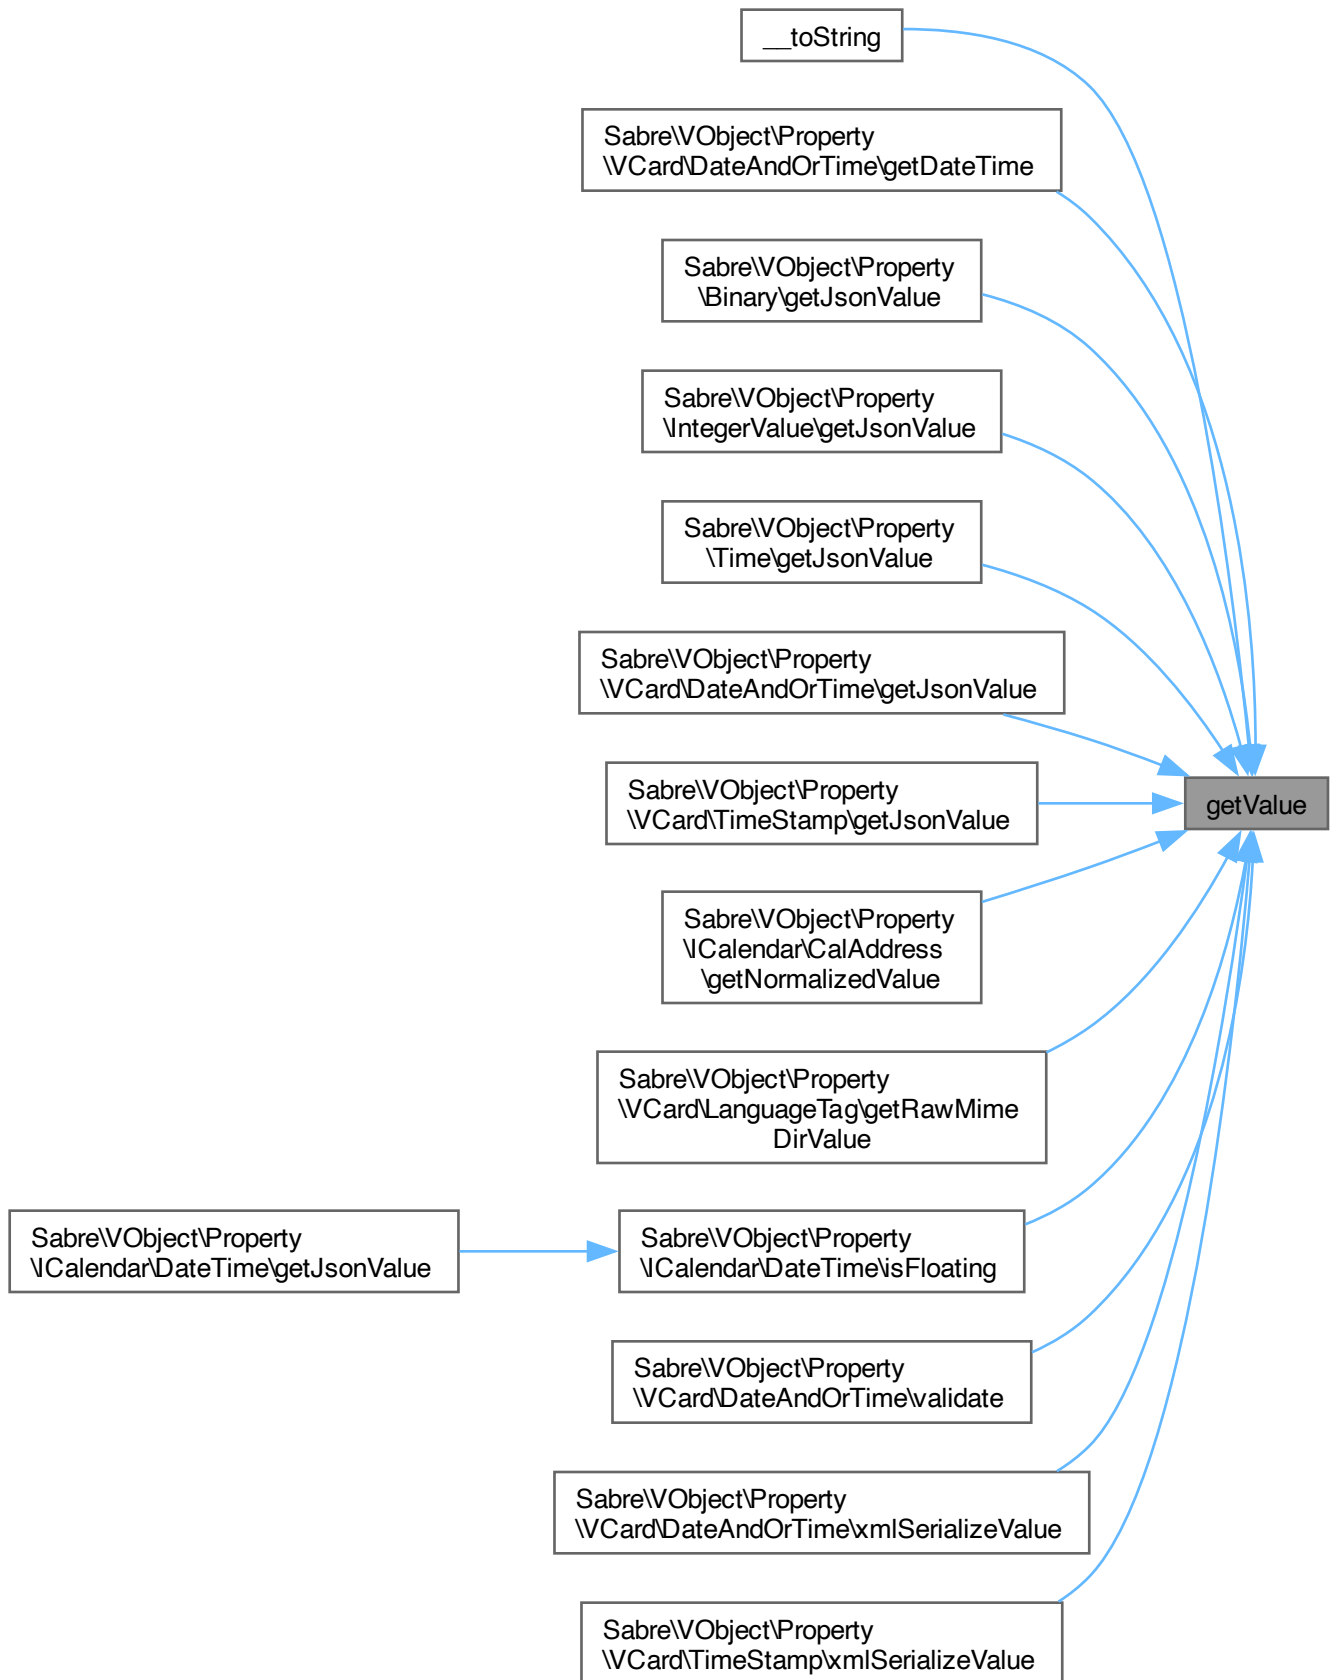 __toString
Sabre\VObject\Property
\VCard\DateAndOrTime\getDateTime
Sabre\VObject\Property
\Binary\getJsonValue
Sabre\VObject\Property
\IntegerValue\getJsonValue
Sabre\VObject\Property
\Time\getJsonValue
Sabre\VObject\Property
\VCard\DateAndOrTime\getJsonValue
Sabre\VObject\Property
\VCard\TimeStamp\getJsonValue
getValue
Sabre\VObject\Property
\ICalendar\CalAddress
\getNormalizedValue
Sabre\VObject\Property
\VCard\LanguageTag\getRawMime
DirValue
Sabre\VObject\Property
\ICalendar\DateTime\getJsonValue
Sabre\VObject\Property
\ICalendar\DateTime\isFloating
Sabre\VObject\Property
\VCard\DateAndOrTime\validate
Sabre\VObject\Property
\VCard\DateAndOrTime\xmlSerializeValue
Sabre\VObject\Property
\VCard\TimeStamp\xmlSerializeValue